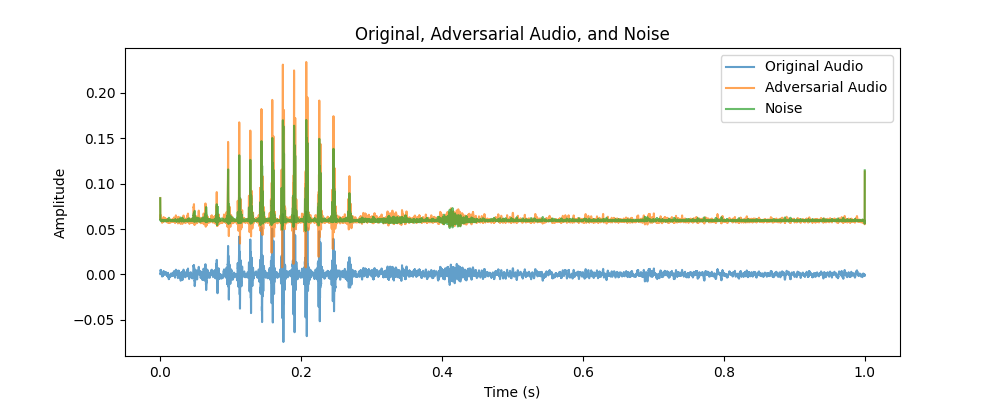 Original, Adversarial Audio, and Noise
Original Audio
Adversarial Audio
Noise
0.20
0.15
0.10
0.05
0.00
−0.05
Amplitude
0.0
0.2
0.4
0.6
0.8
1.0
Time (s)